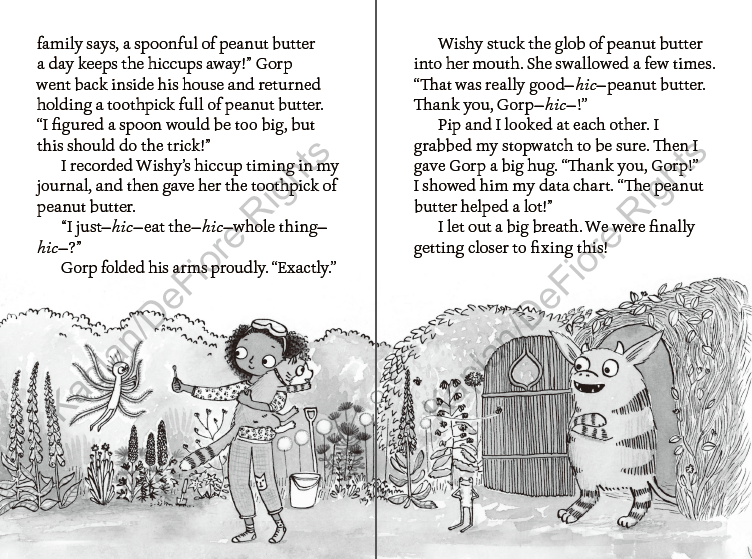 family says, a spoonful of peanut butter
a day keeps the hiccups away!” Gorp
went back inside his house and returned
holding a toothpick full of peanut butter.
“I figured a spoon would be too big, but
this should do the trick!”
I recorded Wishy’s hiccup timing in my
journal, and then gave her the toothpick of
peanut butter.
“I just–hic–eat the–hic–whole thing–
hic–?”
Gorp folded his arms proudly. “Exactly.”
Wishy stuck the glob of peanut butter
into her mouth. She swallowed a few times.
“That was really good–hic–peanut butter.
Thank you, Gorp–hic–!”
Pip and I looked at each other. I
grabbed my stopwatch to be sure. Then I
gave Gorp a big hug. “Thank you, Gorp!”
I showed him my data chart. “The peanut
butter helped a lot!”
I let out a big breath. We were finally
getting closer to fixing this!
Kaplan/DeFiore Rights
Kaplan/DeFiore Rights